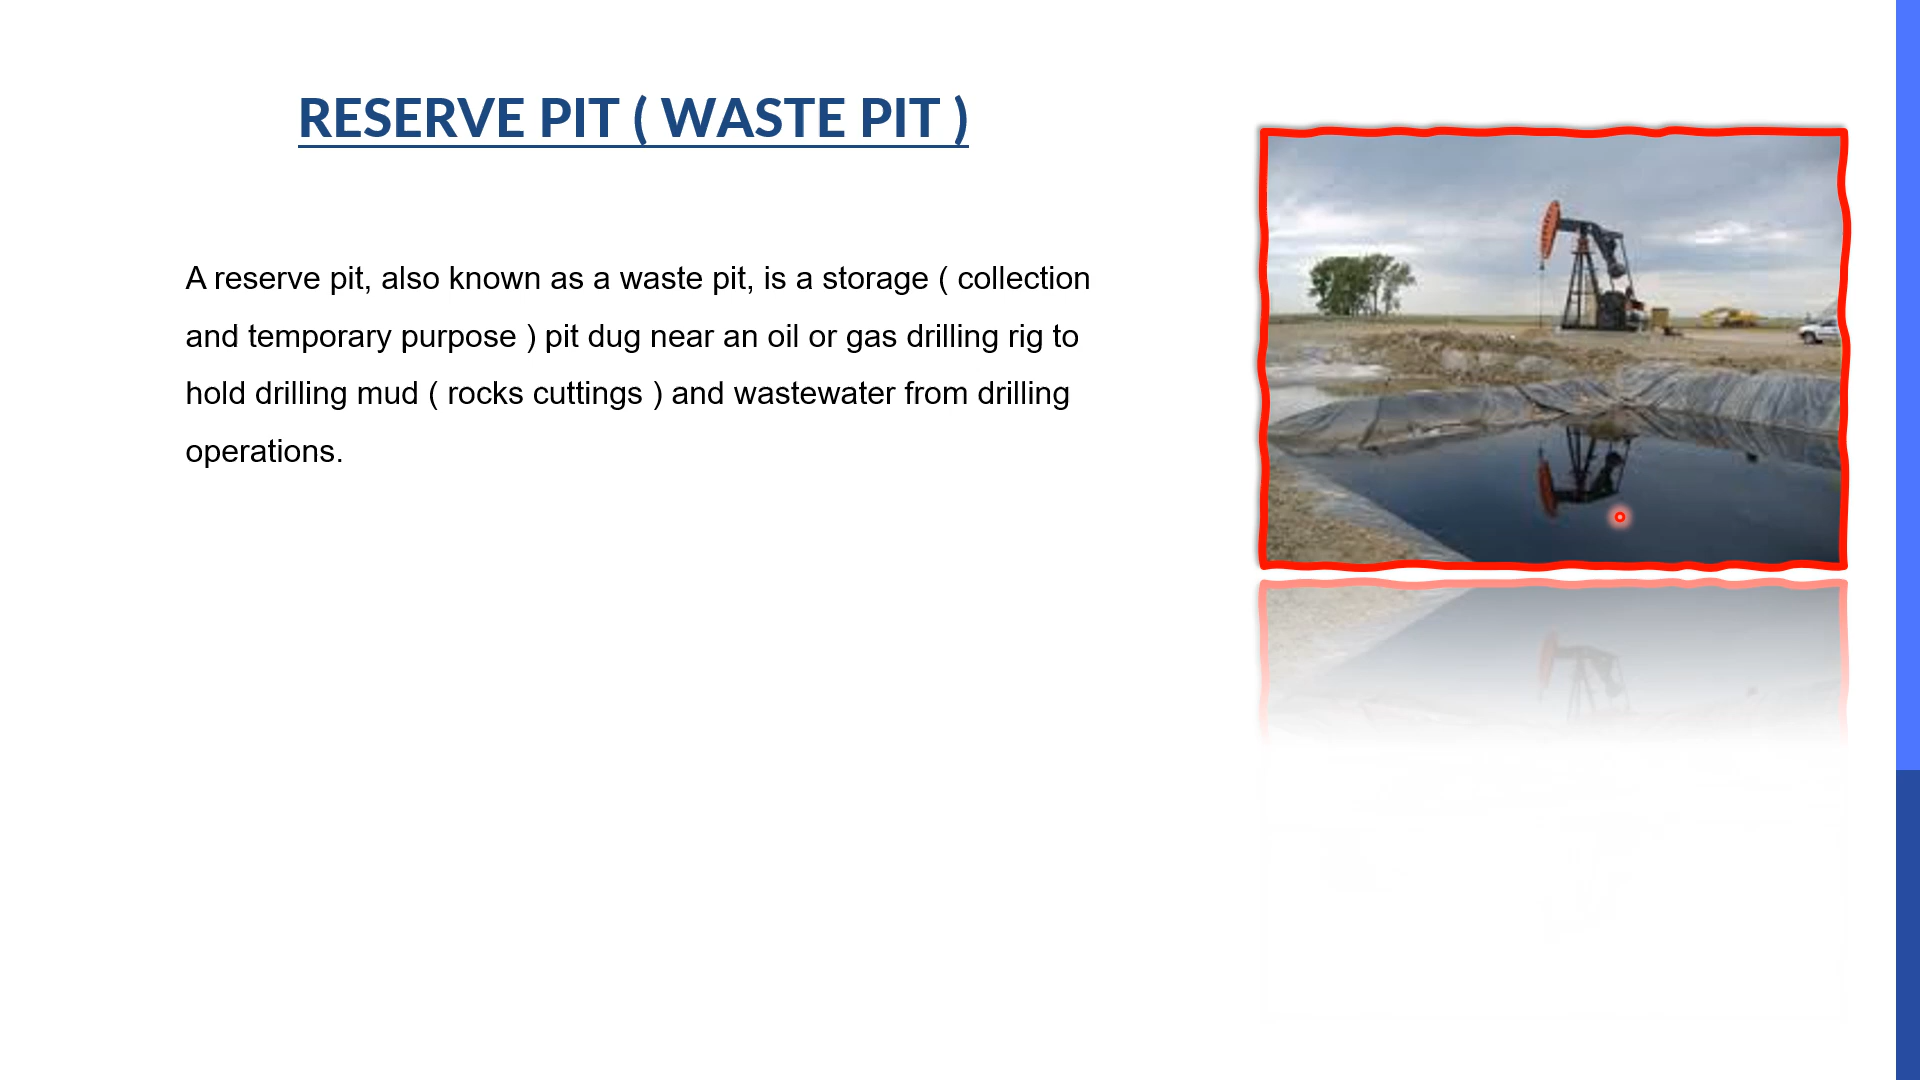 RESERVE PIT ( WASTE PIT )
A reserve pit, also known as a waste pit, is a storage ( collection
and temporary purpose ) pit dug near an oil or gas drilling rig to
hold drilling mud ( rocks cuttings ) and wastewater from drilling
operations.